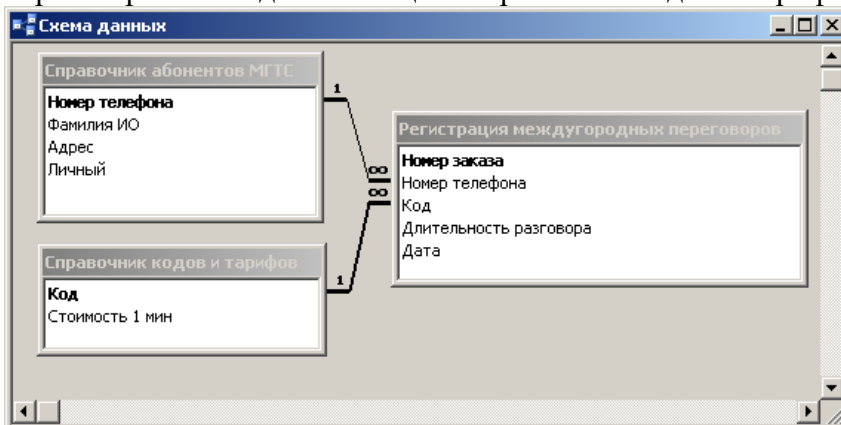 Схема данных
Справочник абонентов МГТС
Номер телефона
Фамилия ИО
Адрес
Личный
1
∞
∞
1
Регистрация междугородных переговоров
Номер заказа
Номер телефона
Код
Длительность разговора
Дата
Справочник кодов и тарифов
Код
Стоимость 1 мин